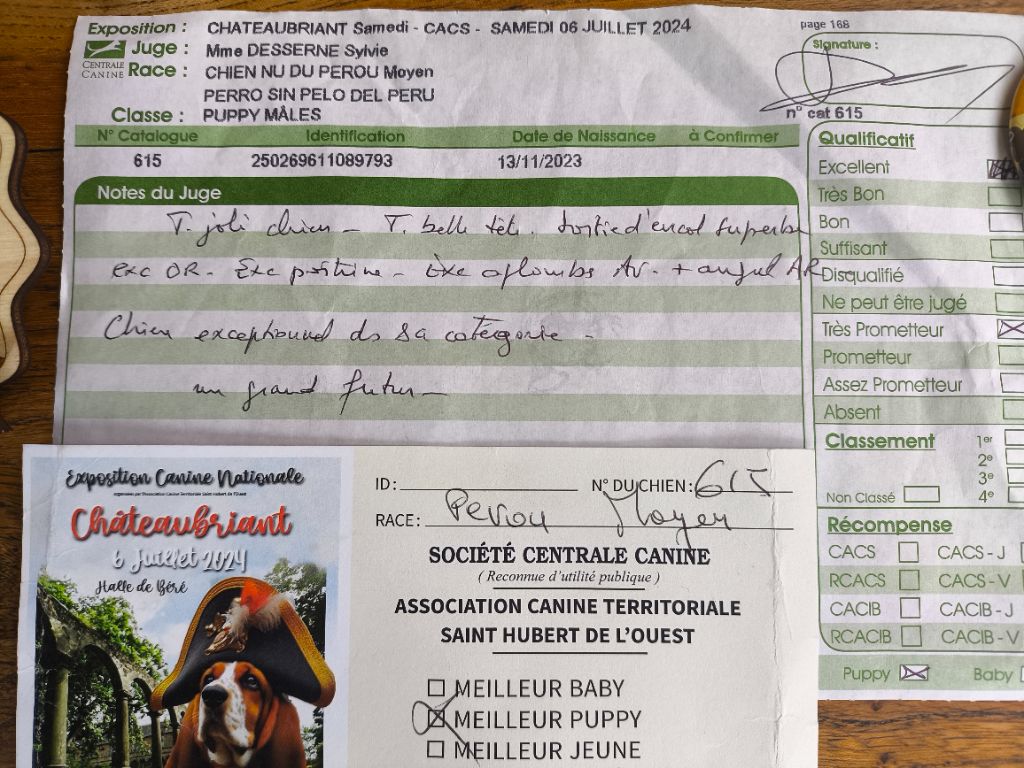 Exposition : CHATEAUBRIANT Samedi - CACS - SAMEDI 06 JUILLET 2024
page 168
CENTRALE CANINE
Juge : Mme DESSERNE Sylvie
Signature :
Race : CHIEN NU DU PEROU Moyen
PERRO SIN PELO DEL PERU
Classe : PUPPY MÂLES
n° cat 615
N° Catalogue Identification Date de Naissance à Confirmer
615 250269611089793 13/11/2023
Notes du Juge
T. joli chien - T. belle tête. Sortie d'encol superbe
exc OR - Exc poitrine - Exc aplombs AV. + angul AR
Chien exceptionnel ds sa catégorie -
un grand futur -
Qualificatif
Excellent
Très Bon
Bon
Suffisant
Disqualifié
Ne peut être jugé
Très Prometteur
Prometteur
Assez Prometteur
Absent
Classement 1er
2e
3e
Non Classé 4e
Récompense
CACS CACS - J
RCACS CACS - V
CACIB CACIB - J
RCACIB CACIB - V
Puppy Baby
Exposition Canine Nationale
Châteaubriant
6 Juillet 2024
Halle de Béré
ID : N° DU CHIEN : 615
RACE : Perou Moyen
SOCIÉTÉ CENTRALE CANINE
( Reconnue d'utilité publique )
ASSOCIATION CANINE TERRITORIALE
SAINT HUBERT DE L'OUEST
MEILLEUR BABY
MEILLEUR PUPPY
MEILLEUR JEUNE